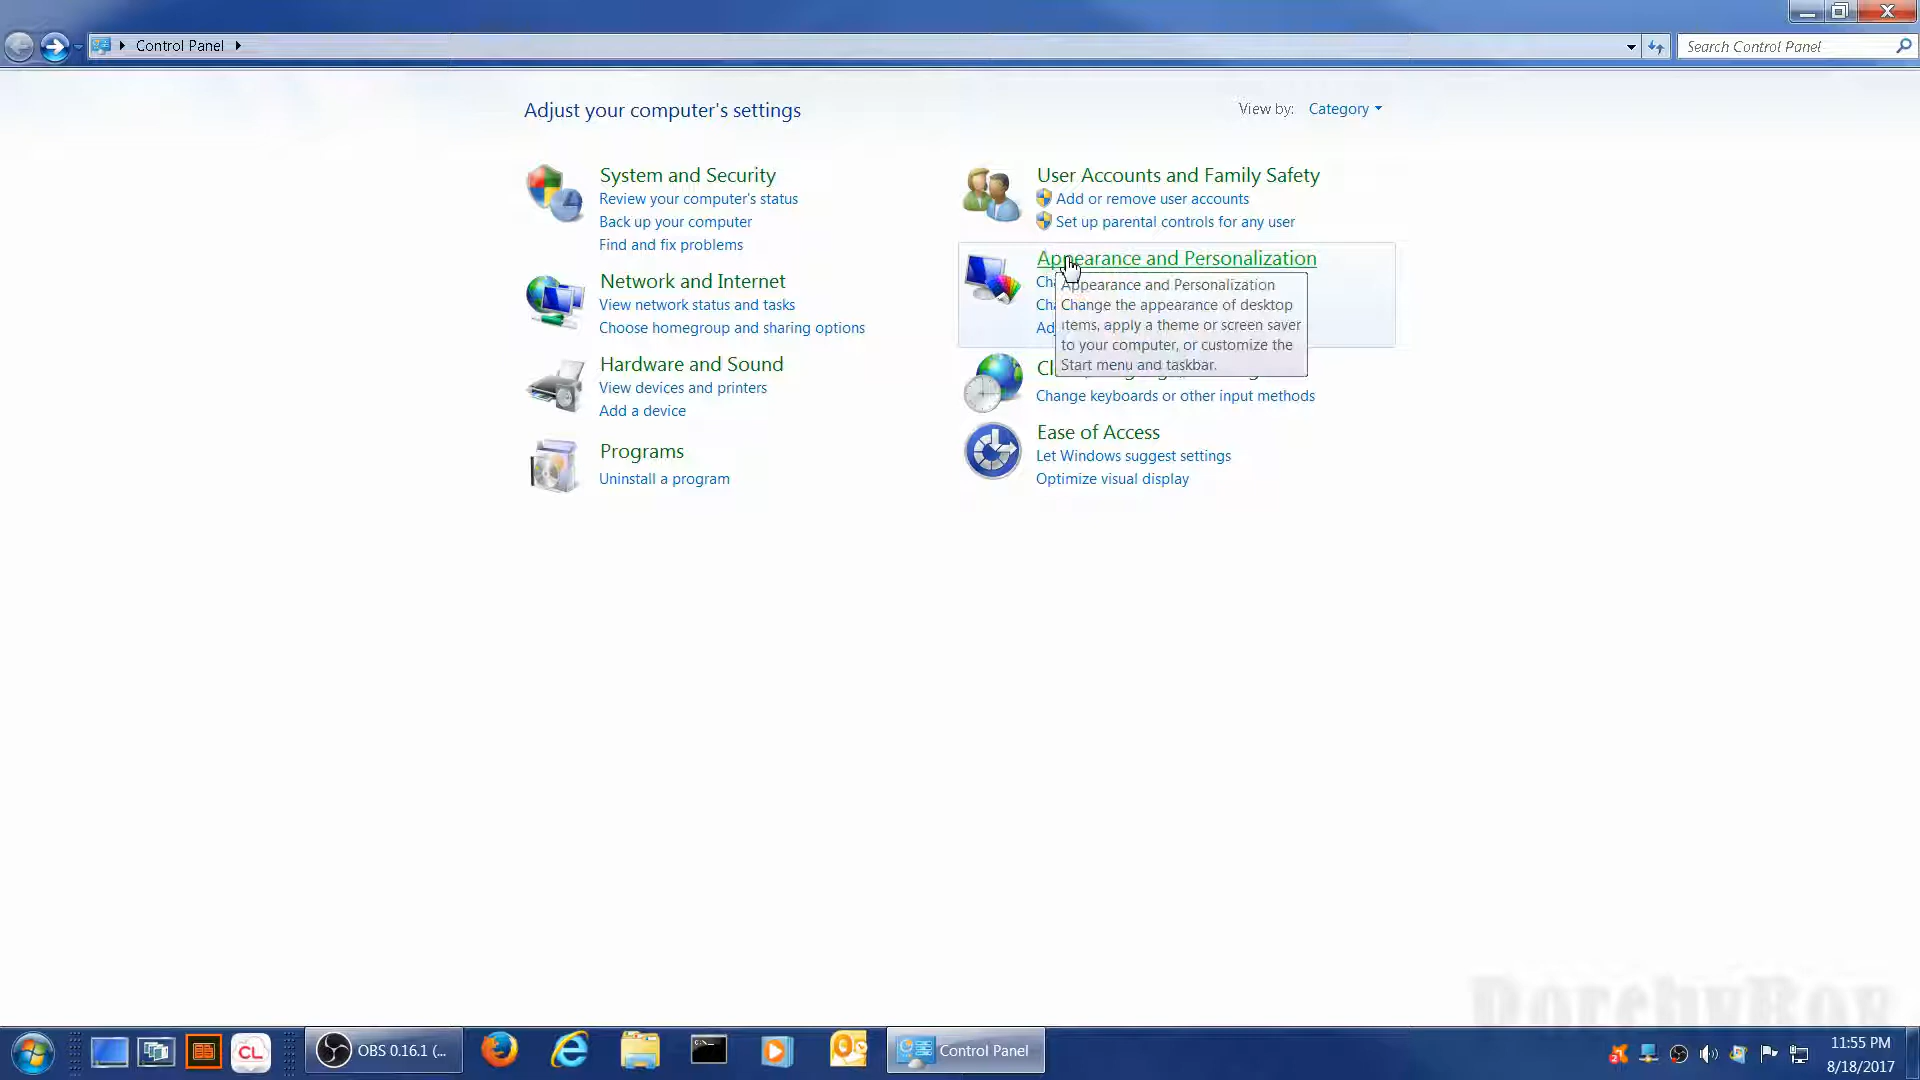 Control Panel
Search Control Panel
Adjust your computer's settings
View by: Category
System and Security
Review your computer's status
Back up your computer
Find and fix problems
Network and Internet
View network status and tasks
Choose homegroup and sharing options
Hardware and Sound
View devices and printers
Add a device
Programs
Uninstall a program
User Accounts and Family Safety
Add or remove user accounts
Set up parental controls for any user
Appearance and Personalization
Appearance and Personalization
Change the appearance of desktop
items, apply a theme or screen saver
to your computer, or customize the
Start menu and taskbar.
Change keyboards or other input methods
Ease of Access
Let Windows suggest settings
Optimize visual display
CL
OBS 0.16.1 (...
Control Panel
11:55 PM
8/18/2017